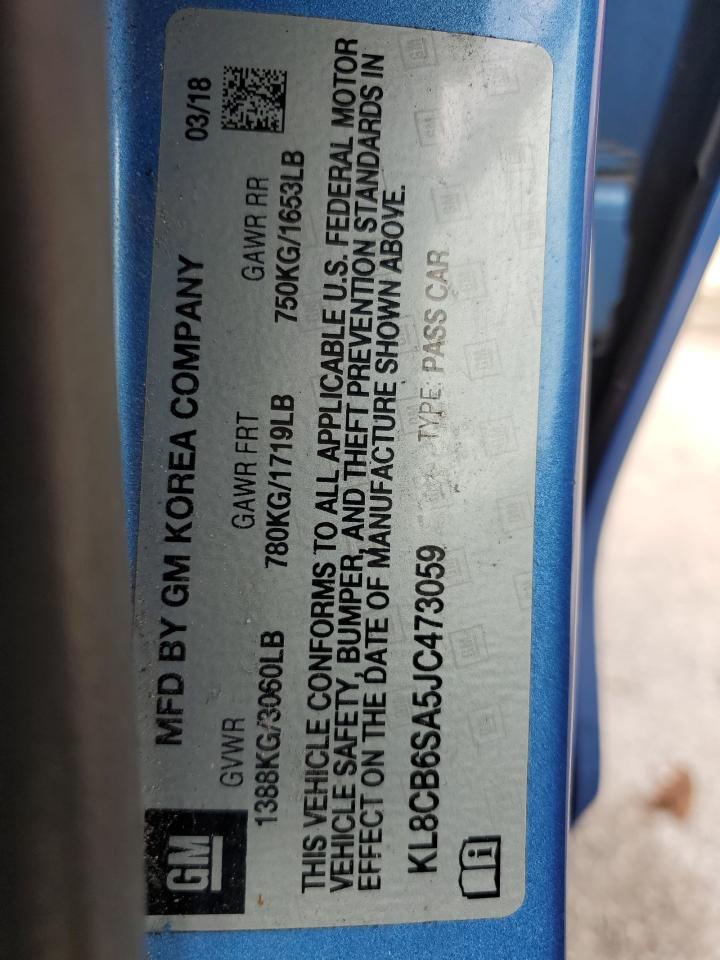 GM
MFD BY GM KOREA COMPANY 03/18
GVWR GAWR FRT GAWR RR
1388KG/3060LB 780KG/1719LB 750KG/1653LB
THIS VEHICLE CONFORMS TO ALL APPLICABLE U.S. FEDERAL MOTOR
VEHICLE SAFETY, BUMPER, AND THEFT PREVENTION STANDARDS IN
EFFECT ON THE DATE OF MANUFACTURE SHOWN ABOVE.
KL8CB6SA5JC473059 TYPE: PASS CAR